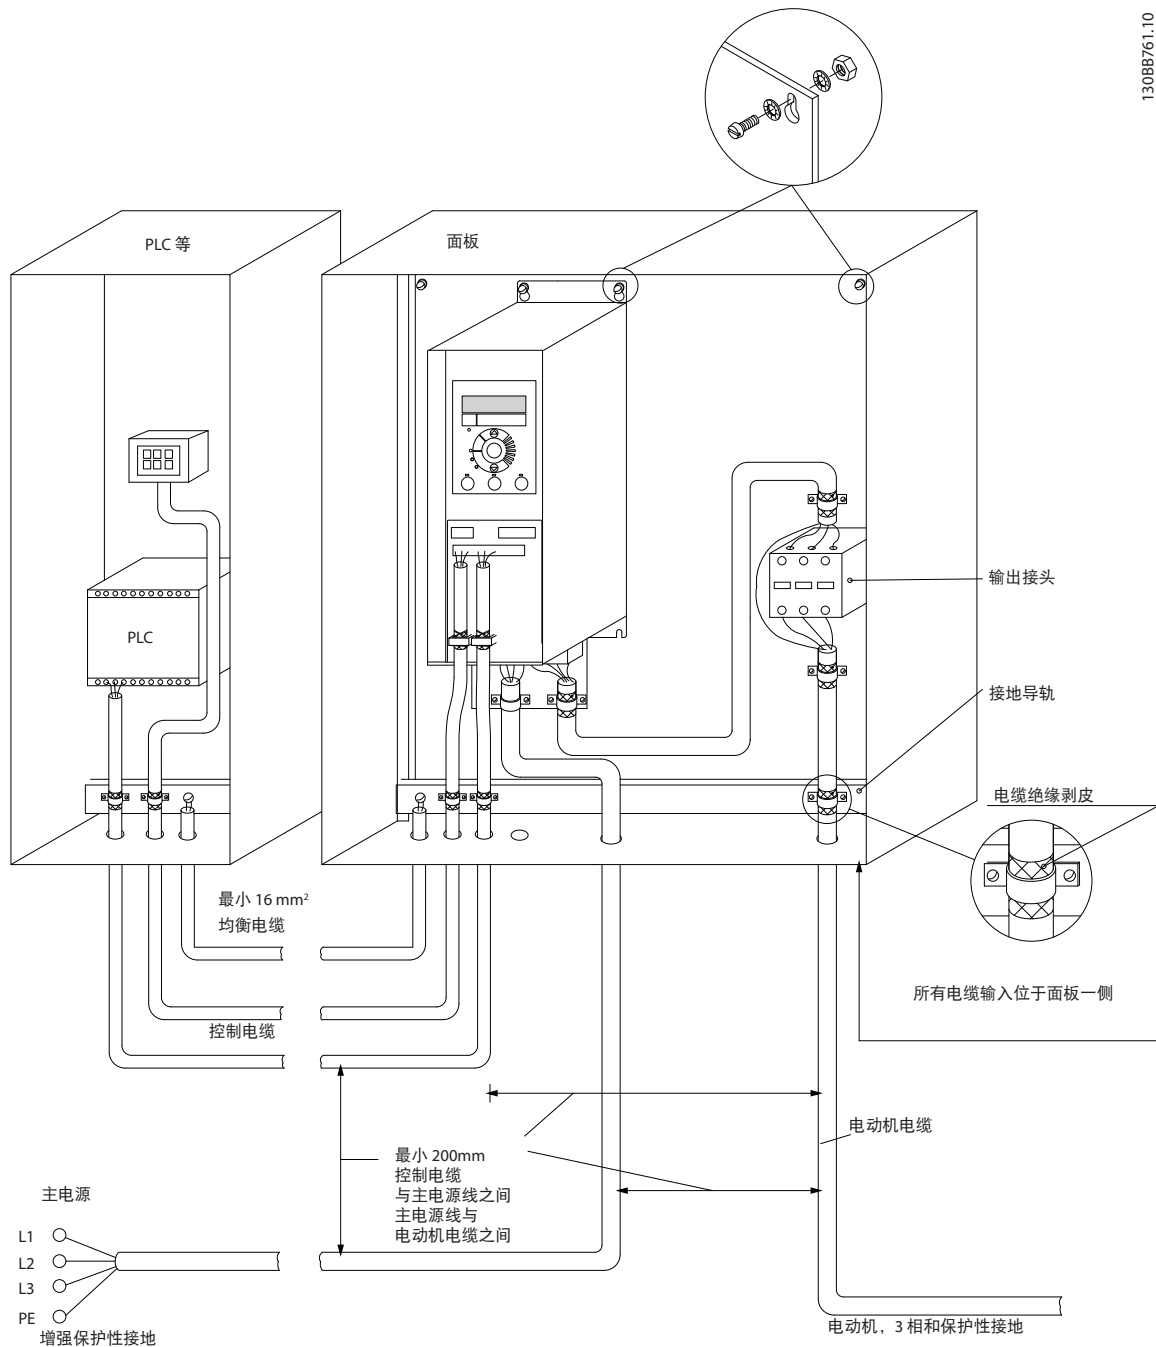 130BB761.10
PLC 等
面板
PLC
输出接头
接地导轨
电缆绝缘剥皮
最小 16 mm²
均衡电缆
所有电缆输入位于面板一侧
控制电缆
电动机电缆
最小 200mm
控制电缆
与主电源线之间
主电源线与
电动机电缆之间
主电源
L1
L2
L3
PE
增强保护性接地
电动机，3 相和保护性接地